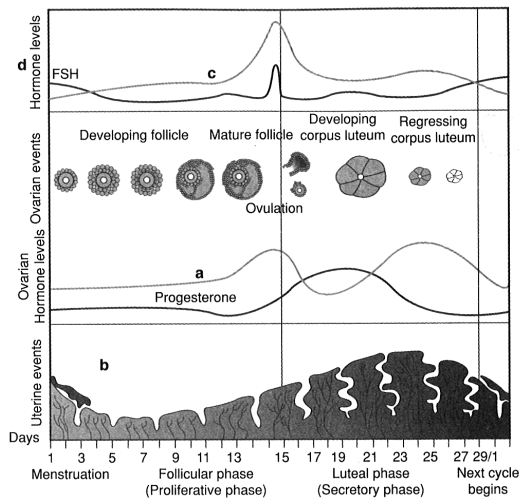 Hormone levels
d
FSH
c
Ovarian events
Developing follicle
Mature follicle
Developing
corpus luteum
Regressing
corpus luteum
Ovulation
Ovarian
Hormone levels
a
Progesterone
Uterine events
b
Days
1 3 5 7 9 11 13 15 17 19 21 23 25 27 29/1
Menstruation
Follicular phase
(Proliferative phase)
Luteal phase
(Secretory phase)
Next cycle
begins